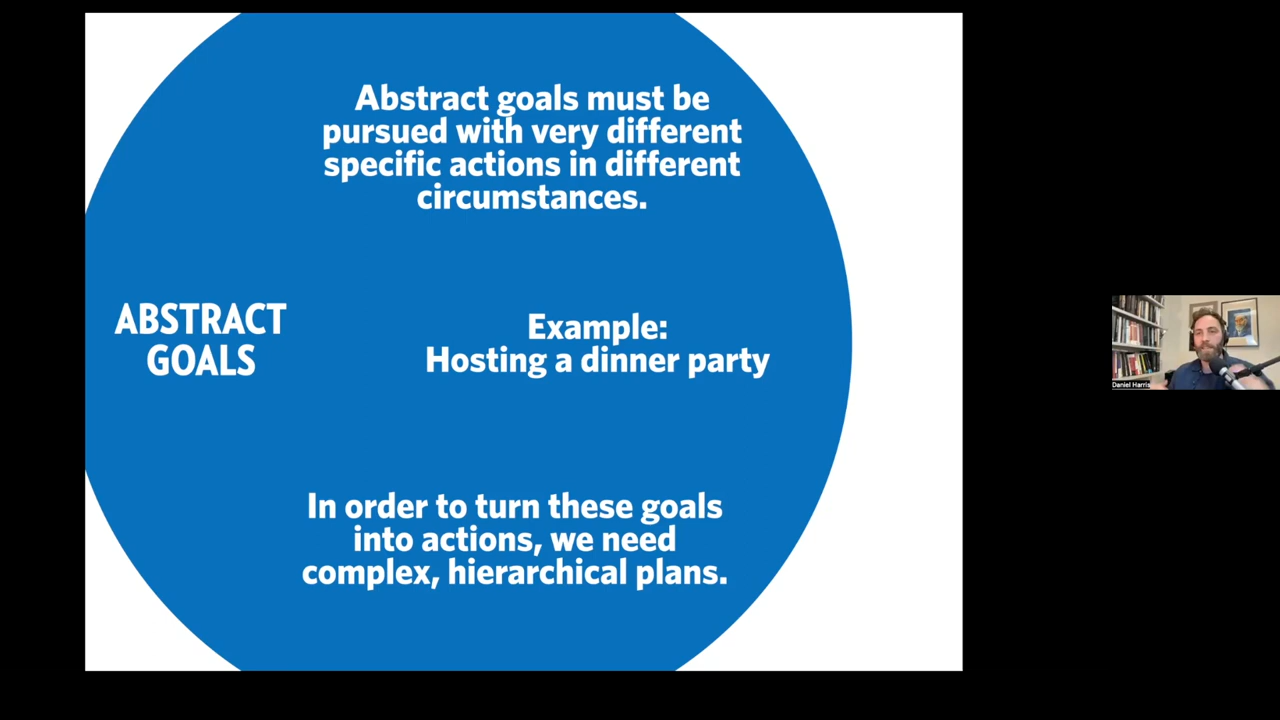 Abstract goals must be
pursued with very different
specific actions in different
circumstances.
ABSTRACT
GOALS
Example:
Hosting a dinner party
In order to turn these goals
into actions, we need
complex, hierarchical plans.
Daniel Harris